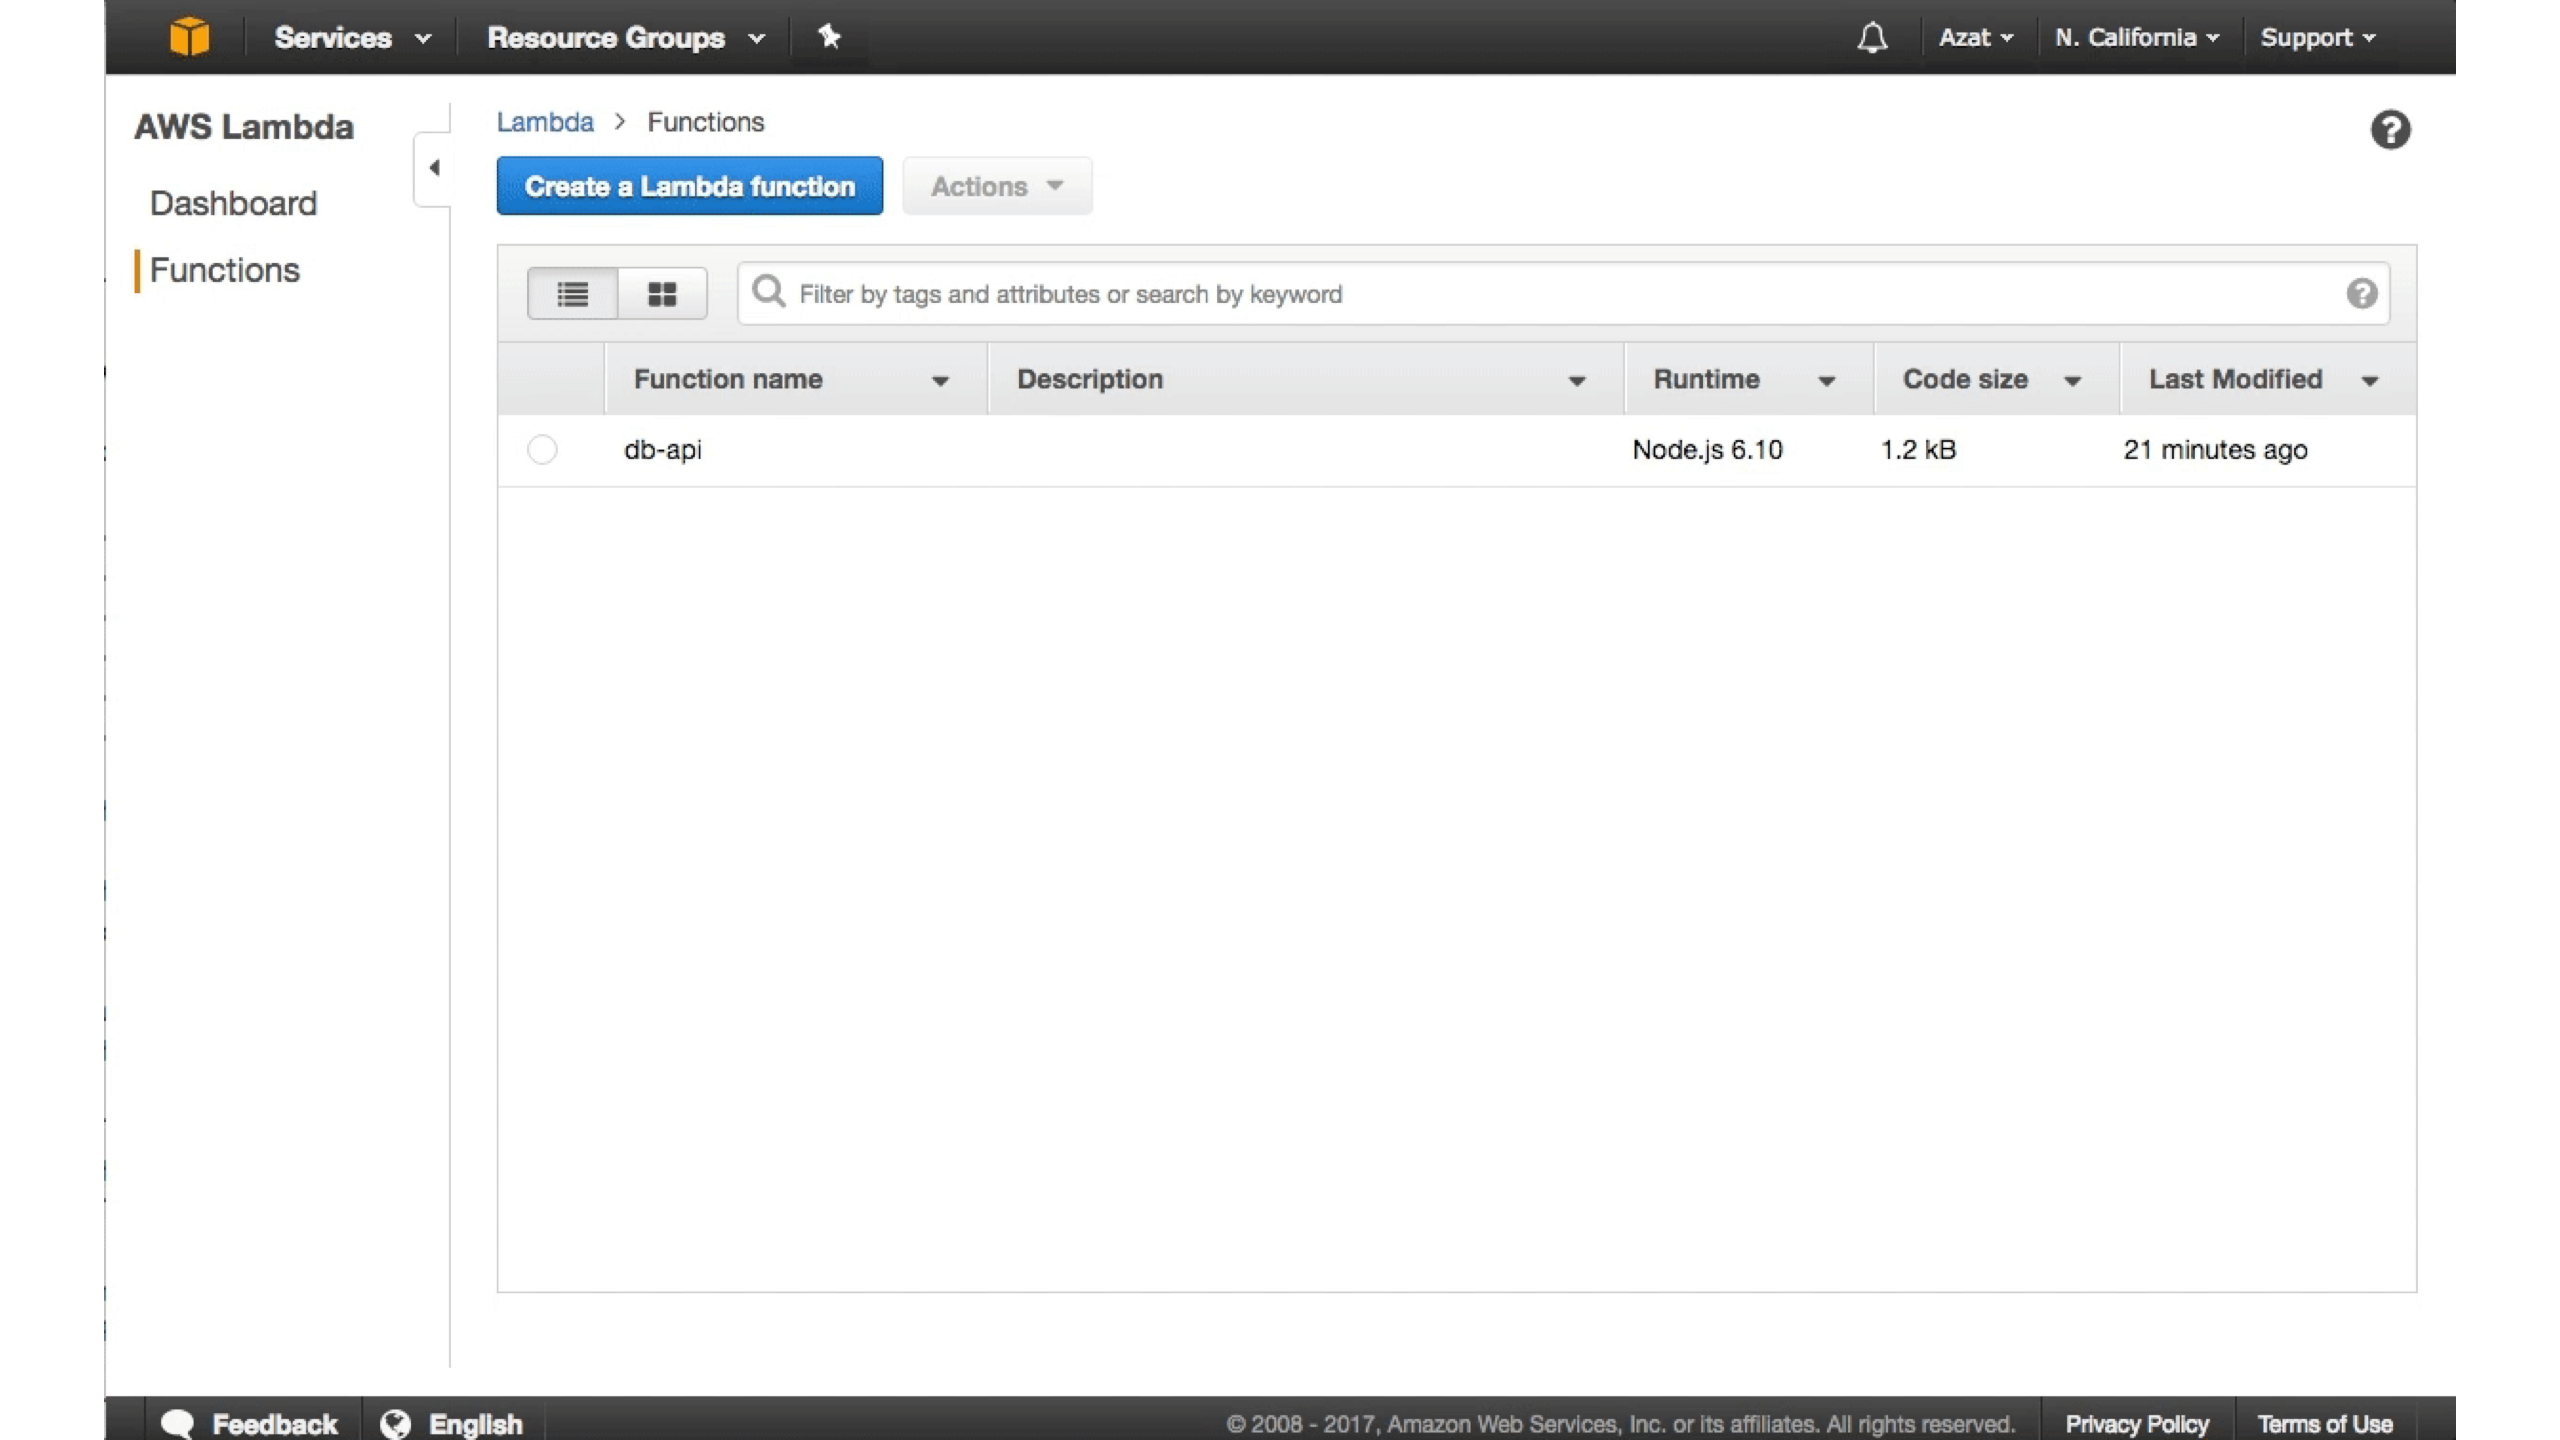 Services Resource Groups Azat N. California Support
AWS Lambda
Dashboard
Functions
Lambda > Functions
Create a Lambda function Actions
Filter by tags and attributes or search by keyword
Function name Description Runtime Code size Last Modified
db-api Node.js 6.10 1.2 kB 21 minutes ago
Feedback English © 2008 - 2017, Amazon Web Services, Inc. or its affiliates. All rights reserved. Privacy Policy Terms of Use